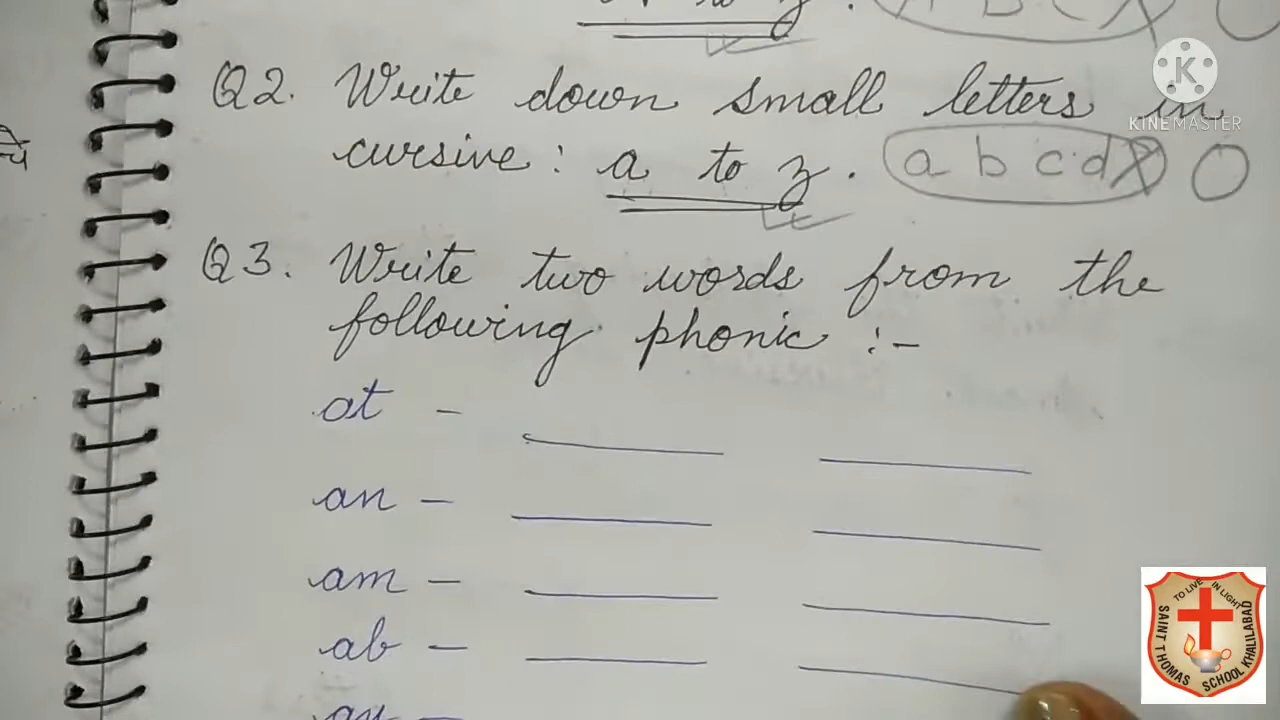 Q2. Write down small letters in
cursive : a to z . a b c d
Q3. Write two words from the
following phonic :-
at -
an -
am -
ab -
KINEMASTER
TO LIVE IN LIGHT
SAINT THOMAS SCHOOL KHALILABAD